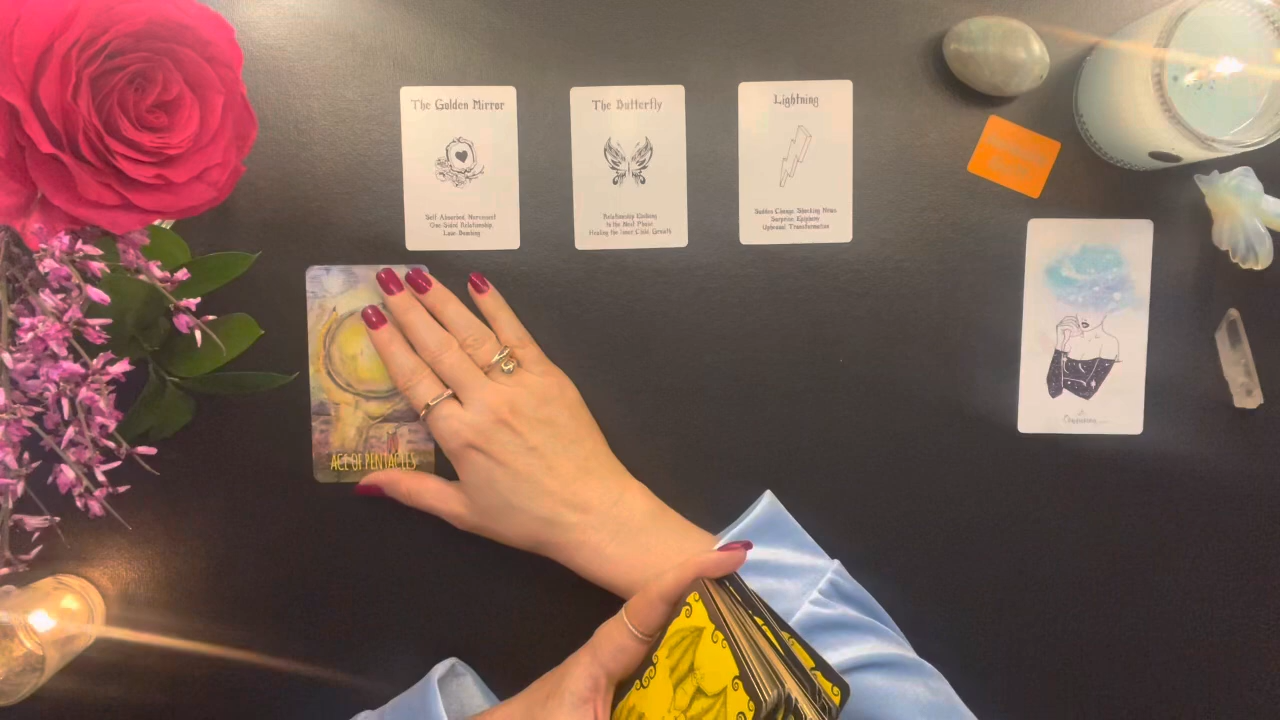 The Golden Mirror
Self Absorbed, Narcissist
One-Sided Relationship,
Love-Bombing
The Butterfly
Relationship Evolving
to the Next Phase
Healing the Inner Child, Growth
Lightning
Sudden Change, Shocking News
Surprise, Epiphany
Upheaval, Transformation
ACE OF PENTACLES